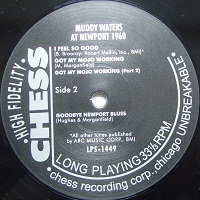 MUDDY WATERS
AT NEWPORT 1960
I FEEL SO GOOD
(B. Broonzy: Robert Mellin, Inc., BMI)*
GOT MY MOJO WORKING
(M. Morganfield)
GOT MY MOJO WORKING (Part 2)
Side 2
GOODBYE NEWPORT BLUES
(Hughes & Morganfield)
*All other tunes published
by ARC MUSIC CORP., BMI
LPS-1449
HIGH FIDELITY
CHESS
LONG PLAYING 33⅓ RPM
chess recording corp., chicago UNBREAKABLE